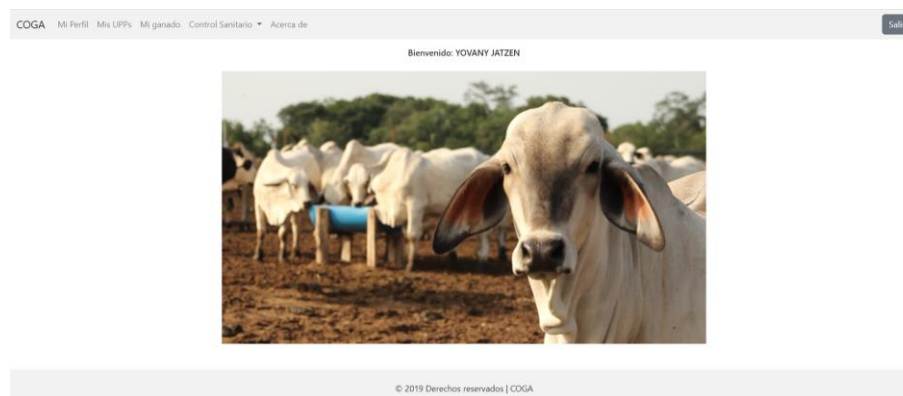 COGA Mi Perfil Mis UPPs Mi ganado Control Sanitario Acerca de
Bienvenido: YOVANY JATZEN
© 2019 Derechos reservados | COGA